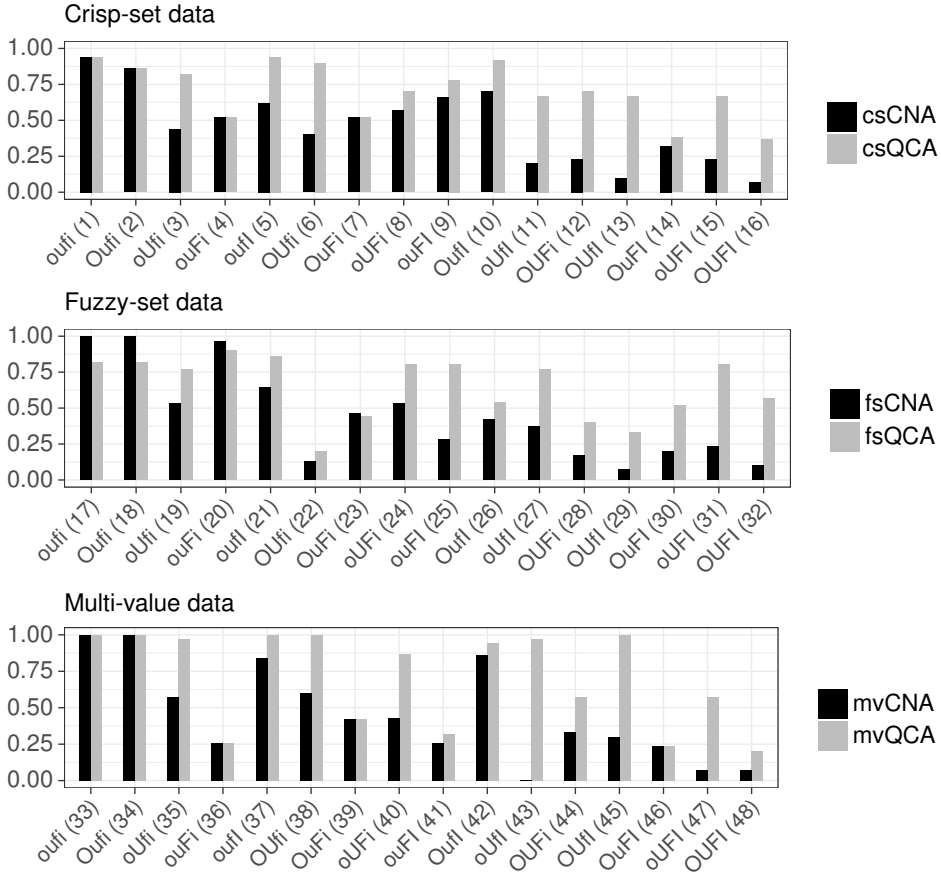 Crisp-set data
1.00
0.75
0.50
0.25
0.00
oufi (1)
Oufi (2)
oUfi (3)
ouFi (4)
oufI (5)
OUfi (6)
OuFi (7)
oUFi (8)
ouFI (9)
OufI (10)
oUfI (11)
OUFi (12)
OUfI (13)
OuFI (14)
oUFI (15)
OUFI (16)
csCNA
csQCA
Fuzzy-set data
1.00
0.75
0.50
0.25
0.00
oufi (17)
Oufi (18)
oUfi (19)
ouFi (20)
oufI (21)
OUfi (22)
OuFi (23)
oUFi (24)
ouFI (25)
OufI (26)
oUfI (27)
OUFi (28)
OUfI (29)
OuFI (30)
oUFI (31)
OUFI (32)
fsCNA
fsQCA
Multi-value data
1.00
0.75
0.50
0.25
0.00
oufi (33)
Oufi (34)
oUfi (35)
ouFi (36)
oufI (37)
OUfi (38)
OuFi (39)
oUFi (40)
ouFI (41)
OufI (42)
oUfI (43)
OUFi (44)
OUfI (45)
OuFI (46)
oUFI (47)
OUFI (48)
mvCNA
mvQCA